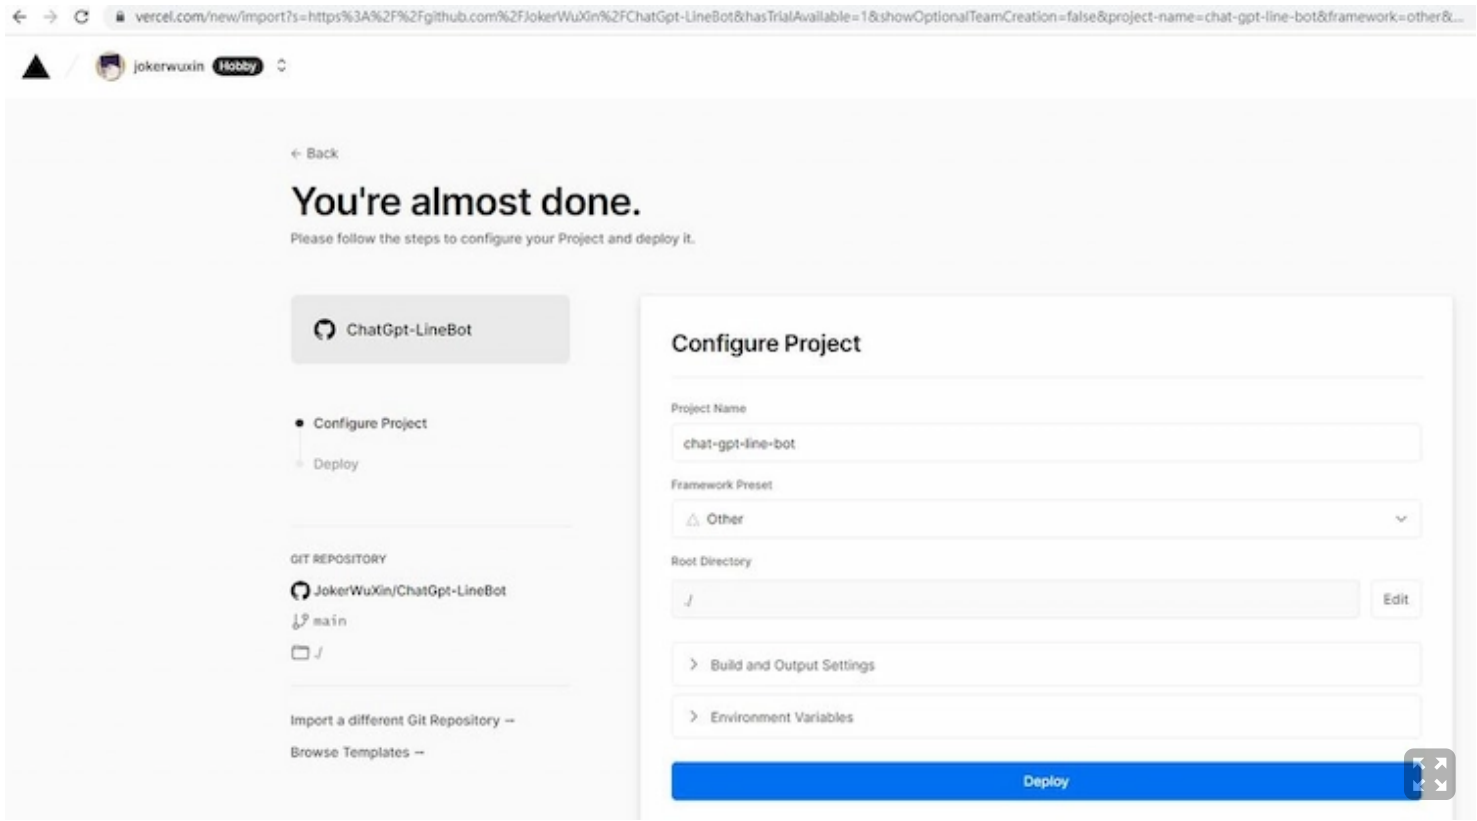 vercel.com/new/import?s=https%3A%2F%2Fgithub.com%2FJokerWuXin%2FChatGpt-LineBot&hasTrialAvailable=1&showOptionalTeamCreation=false&project-name=chat-gpt-line-bot&framework=other&...
jokerwuxin Hobby
← Back
You're almost done.
Please follow the steps to configure your Project and deploy it.
ChatGpt-LineBot
Configure Project
Deploy
GIT REPOSITORY
JokerWuXin/ChatGpt-LineBot
main
./
Import a different Git Repository →
Browse Templates →
Configure Project
Project Name
chat-gpt-line-bot
Framework Preset
Other
Root Directory
./
Edit
Build and Output Settings
Environment Variables
Deploy